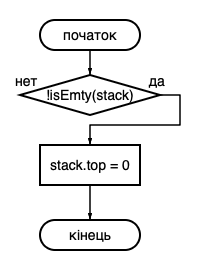 початок
нет
да
!isEmty(stack)
stack.top = 0
кінець